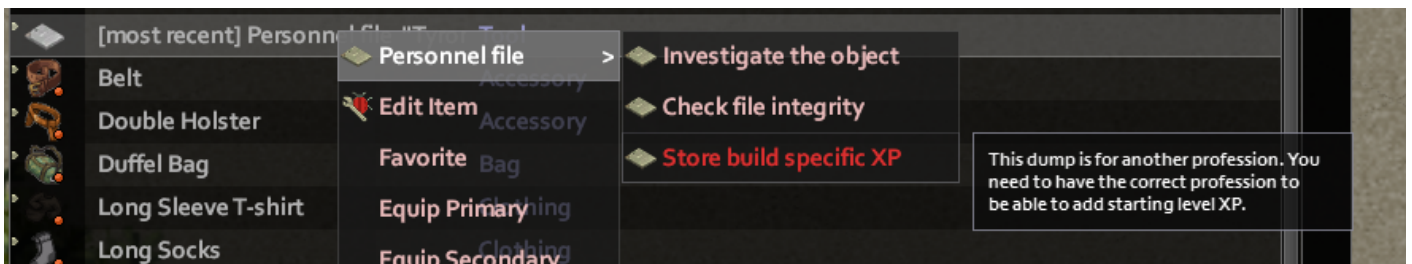 [most recent] Personnel file "Tyror Tool
Personnel file > Investigate the object
Belt Accessory
Edit Item Check file integrity
Double Holster Accessory
Favorite Store build specific XP
Duffel Bag Bag
This dump is for another profession. You
need to have the correct profession to
be able to add starting level XP.
Long Sleeve T-shirt Equip Primary Clothing
Long Socks Equip Secondary Clothing